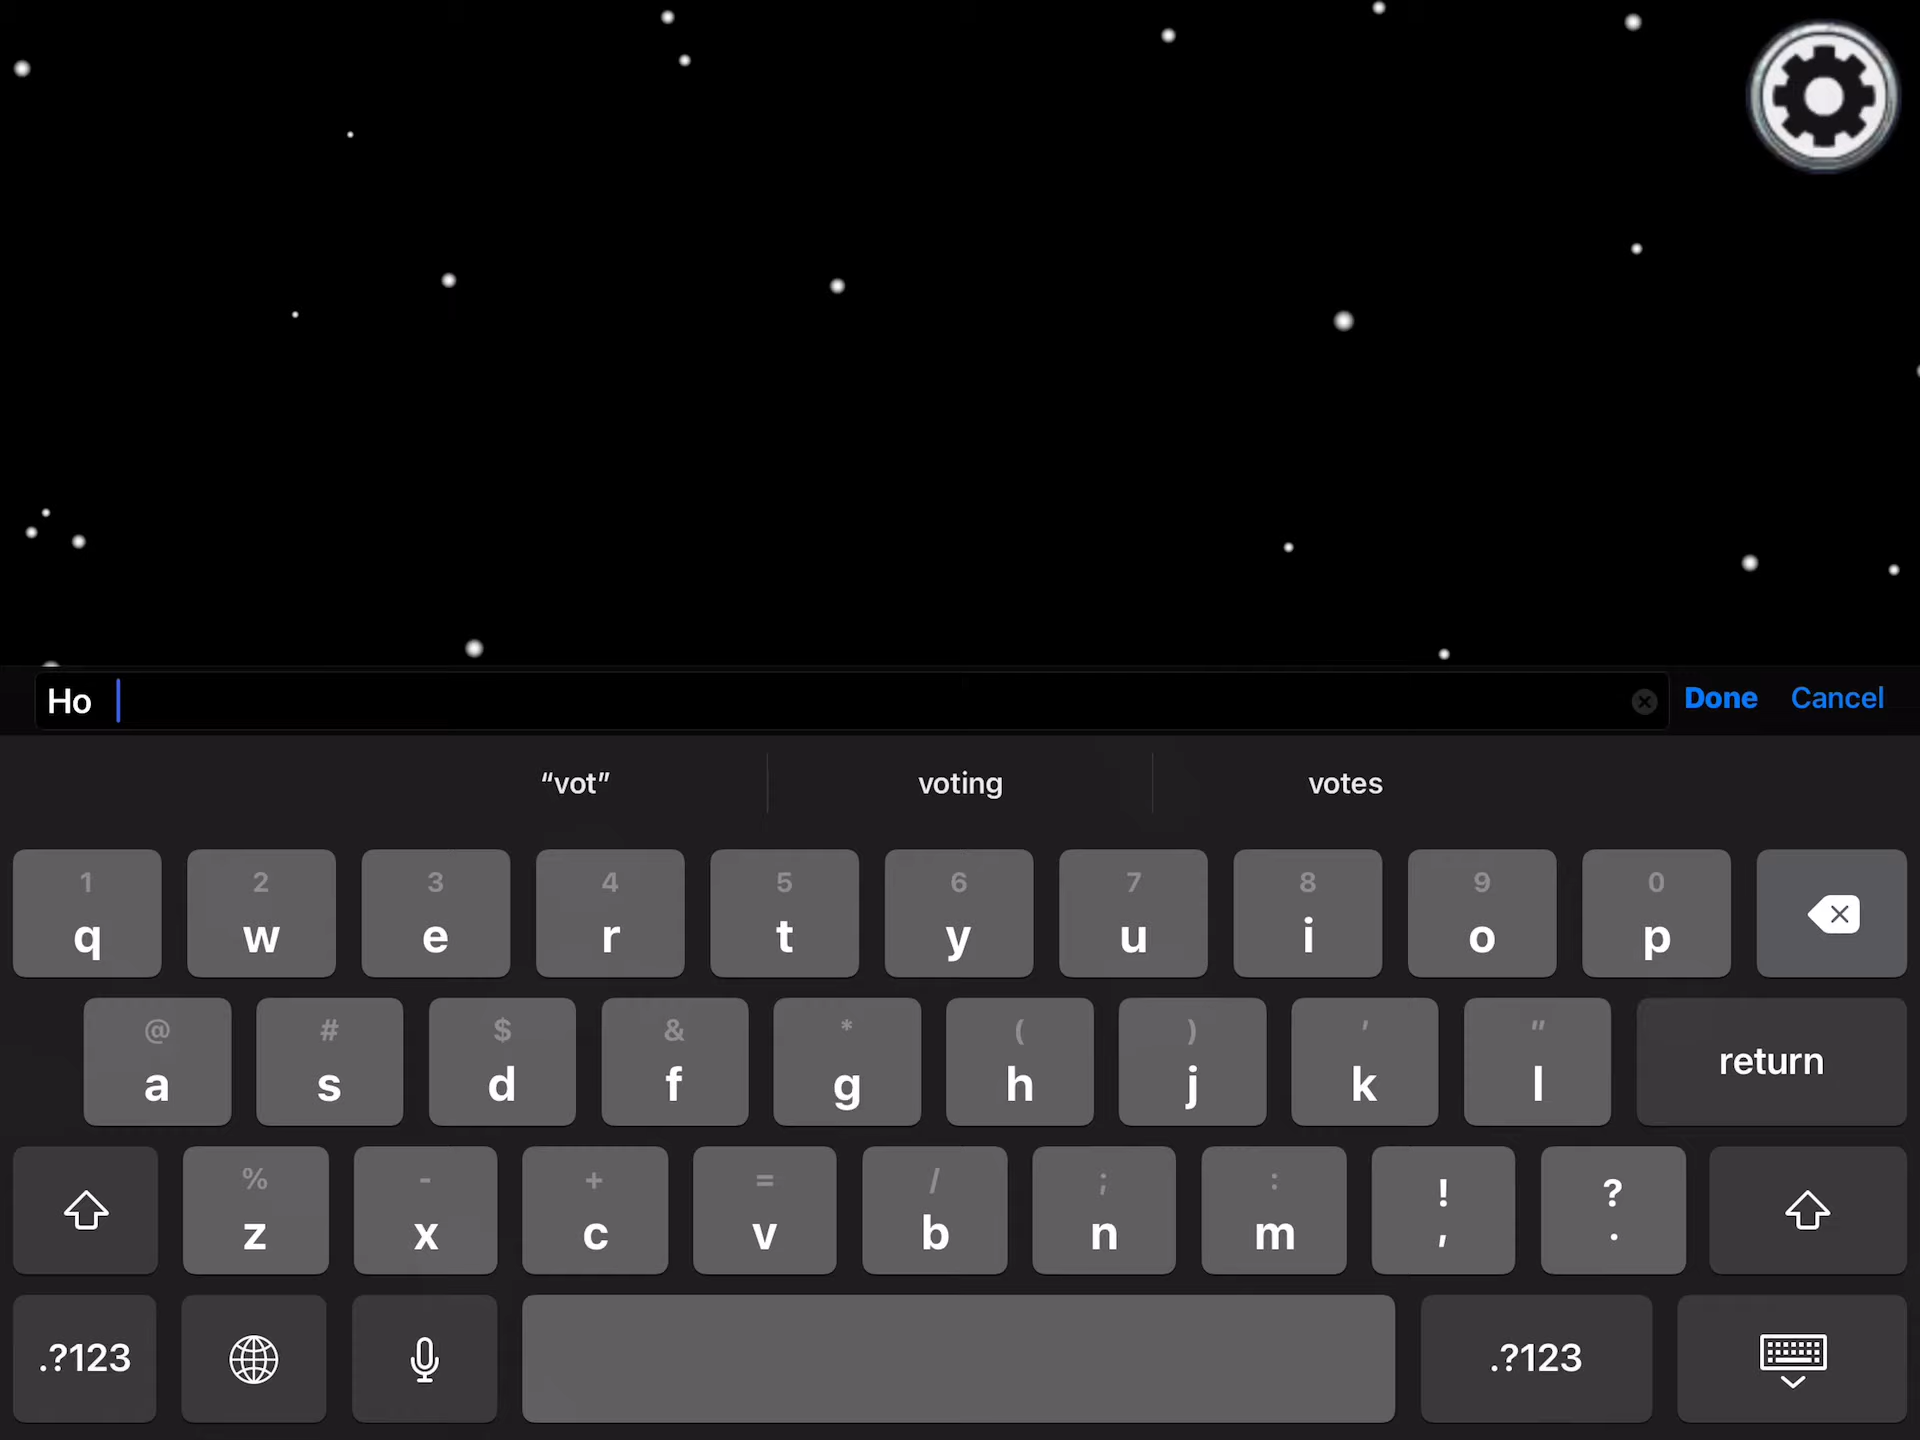 Ho
Done Cancel
“vot” voting votes
1 2 3 4 5 6 7 8 9 0
q w e r t y u i o p
@ # $ & * ( ) ' "
a s d f g h j k l return
% - + = / ; : ! ?
z x c v b n m , .
.?123 .?123